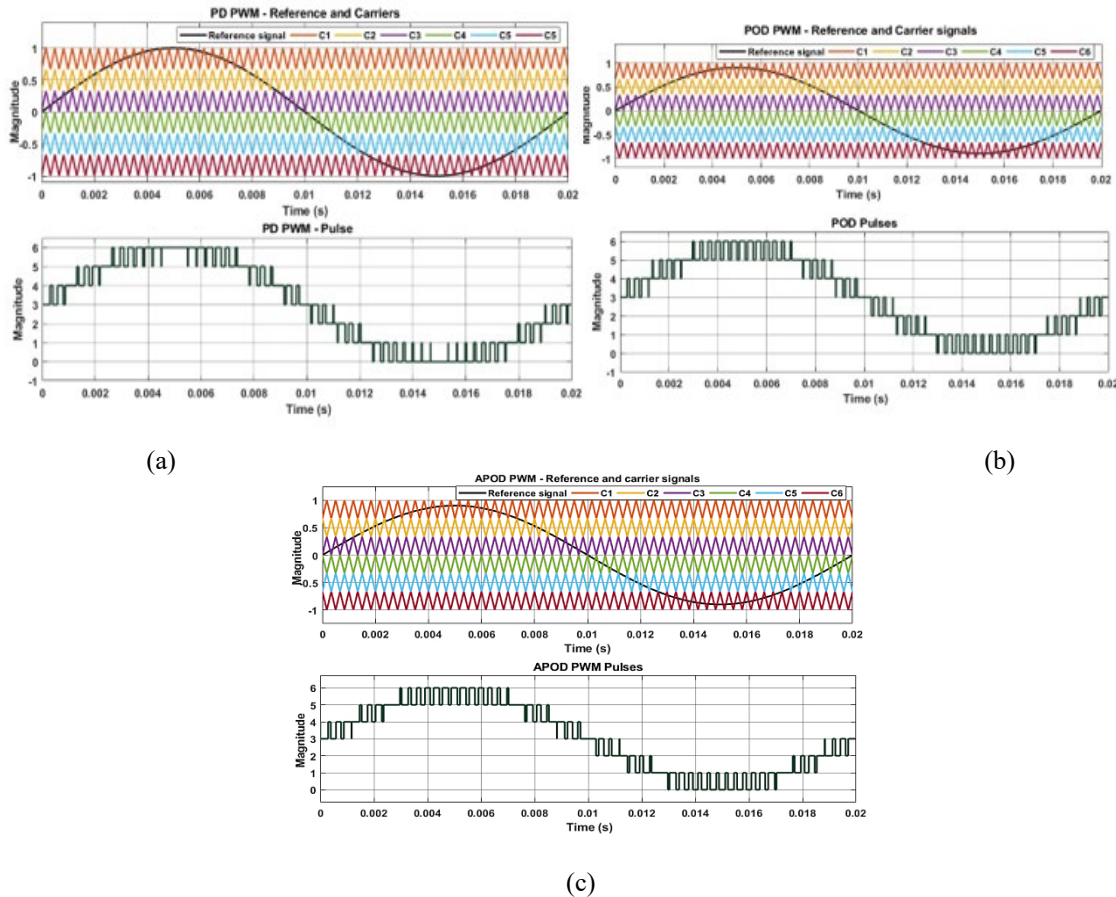 PD PWM - Reference and Carriers
Reference signal C1 C2 C3 C4 C5 C5
1
0.5
0
-0.5
-1
Magnitude
0 0.002 0.004 0.006 0.008 0.01 0.012 0.014 0.016 0.018 0.02
Time (s)
PD PWM - Pulse
6
5
4
3
2
1
0
-1
Magnitude
0 0.002 0.004 0.006 0.008 0.01 0.012 0.014 0.016 0.018 0.02
Time (s)
(a)
POD PWM - Reference and Carrier signals
Reference signal C1 C2 C3 C4 C5 C6
1
0.5
0
-0.5
-1
Magnitude
0 0.002 0.004 0.006 0.008 0.01 0.012 0.014 0.016 0.018 0.02
Time (s)
POD Pulses
6
5
4
3
2
1
0
-1
Magnitude
0 0.002 0.004 0.006 0.008 0.01 0.012 0.014 0.016 0.018 0.02
Time (s)
(b)
APOD PWM - Reference and carrier signals
Reference signal C1 C2 C3 C4 C5 C6
1
0.5
0
-0.5
-1
Magnitude
0 0.002 0.004 0.006 0.008 0.01 0.012 0.014 0.016 0.018 0.02
Time (s)
APOD PWM Pulses
6
5
4
3
2
1
0
Magnitude
0 0.002 0.004 0.006 0.008 0.01 0.012 0.014 0.016 0.018 0.02
Time (s)
(c)